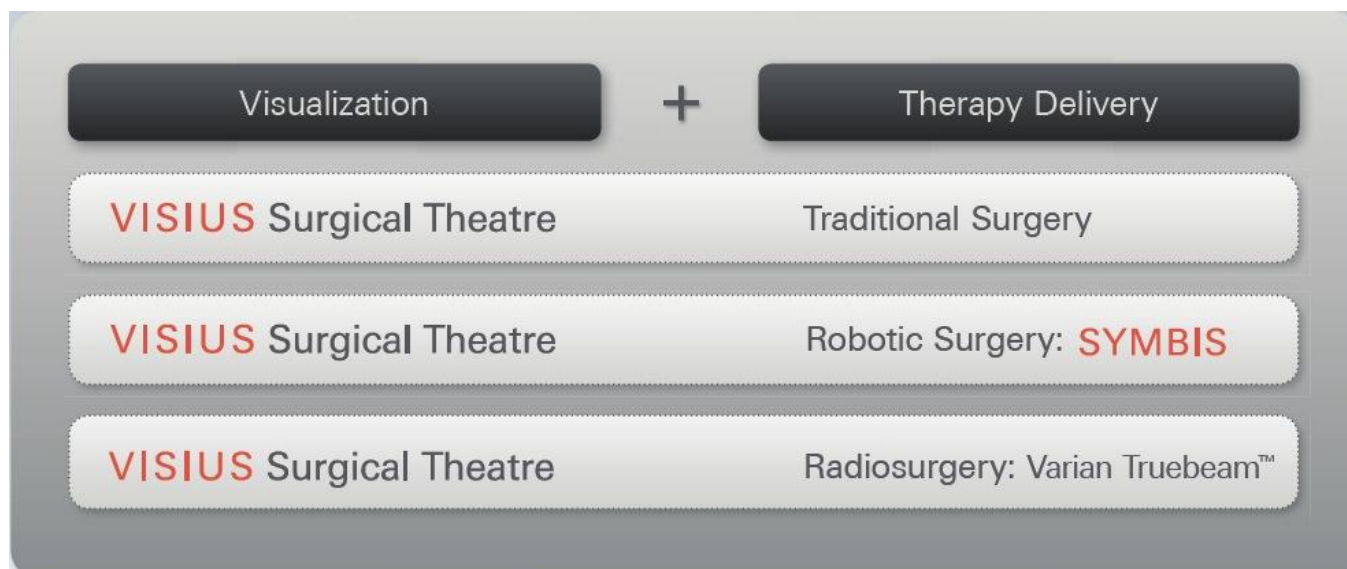 Visualization + Therapy Delivery
VISIUS Surgical Theatre Traditional Surgery
VISIUS Surgical Theatre Robotic Surgery: SYMBIS
VISIUS Surgical Theatre Radiosurgery: Varian Truebeam™